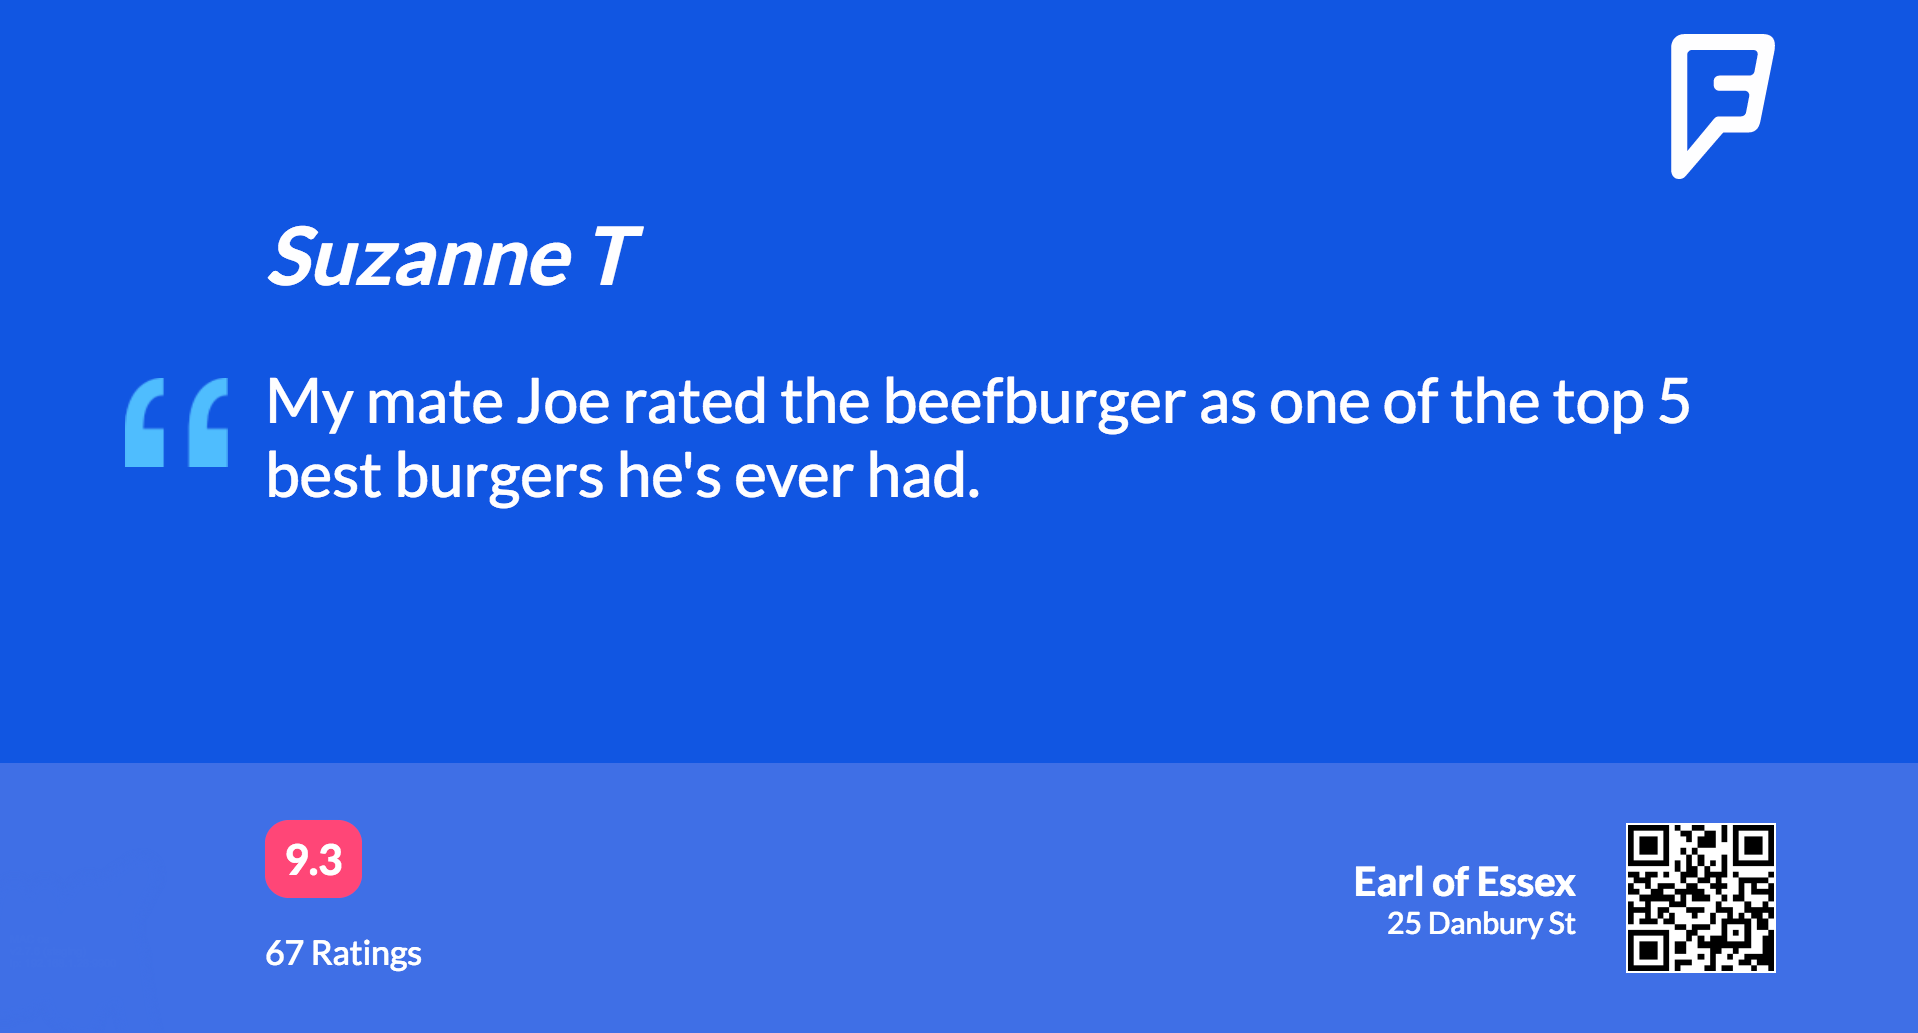 Suzanne T
My mate Joe rated the beefburger as one of the top 5
best burgers he's ever had.
9.3
67 Ratings
Earl of Essex
25 Danbury St